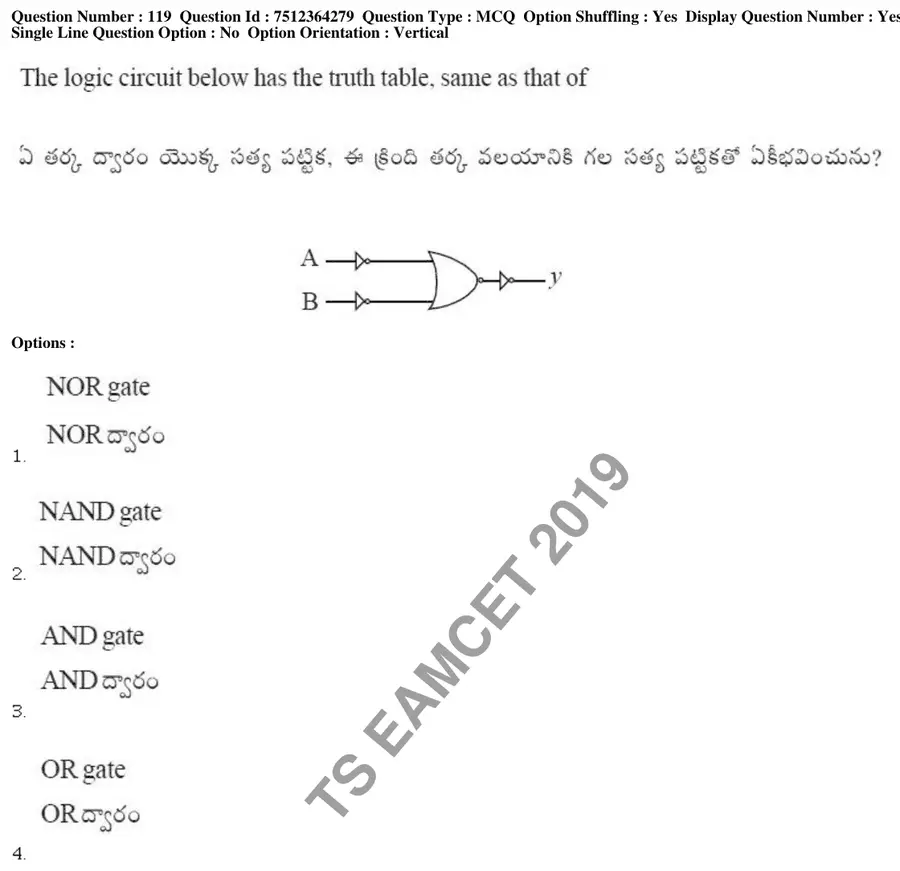 Question Number : 119 Question Id : 7512364279 Question Type : MCQ Option Shuffling : Yes Display Question Number : Yes
Single Line Question Option : No Option Orientation : Vertical
The logic circuit below has the truth table, same as that of
ఏ తర్క ద్వారం యొక్క సత్య పట్టిక, ఈ క్రింది తర్క వలయానికి గల సత్య పట్టికతో ఏకీభవించును?
A
y
B
Options :
NOR gate
NOR ద్వారం
1.
NAND gate
NAND ద్వారం
2.
AND gate
AND ద్వారం
3.
OR gate
OR ద్వారం
4.
TS EAMCET 2019